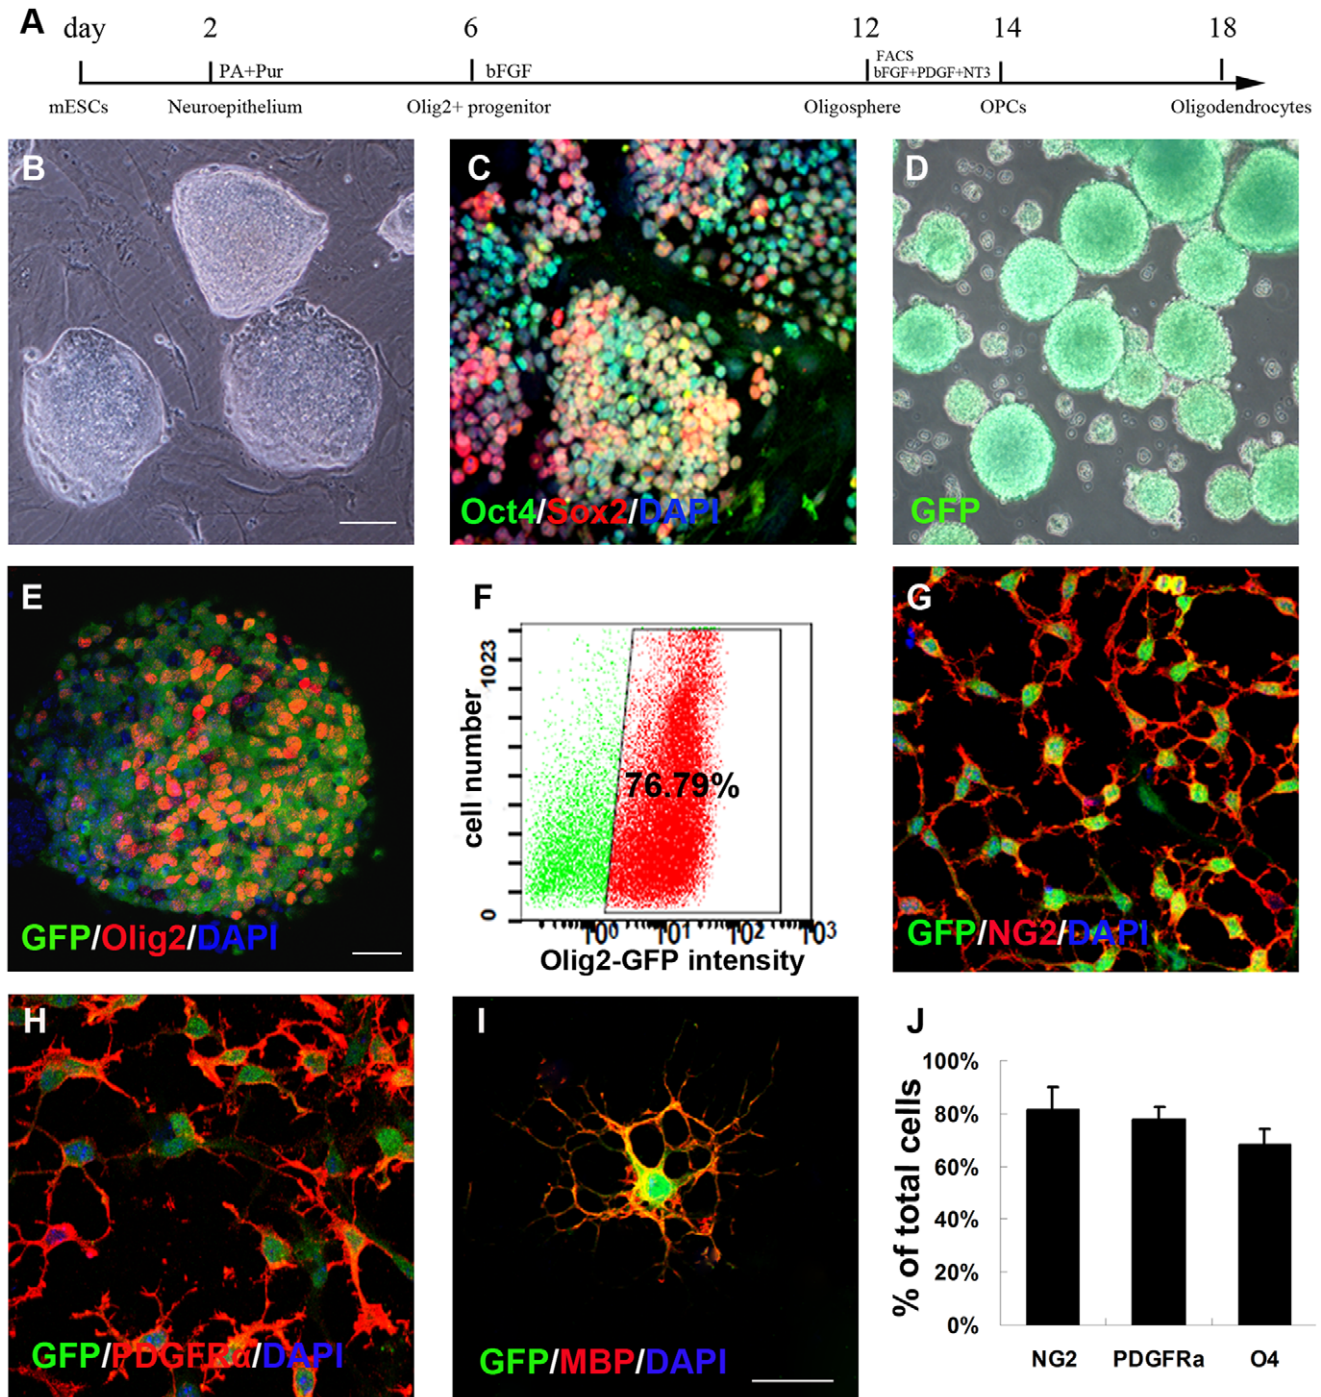 A day 2 6 12 14 18
FACS
PA+Pur bFGF bFGF+PDGF+NT3
mESCs Neuroepithelium Olig2+ progenitor Oligosphere OPCs Oligodendrocytes
B
C
Oct4/Sox2/DAPI
D
GFP
E
GFP/Olig2/DAPI
F
cell number
1023
0
76.79%
10⁰ 10¹ 10² 10³
Olig2-GFP intensity
G
GFP/NG2/DAPI
H
GFP/PDGFRα/DAPI
I
GFP/MBP/DAPI
J
% of total cells
100%
80%
60%
40%
20%
0%
NG2 PDGFRa O4